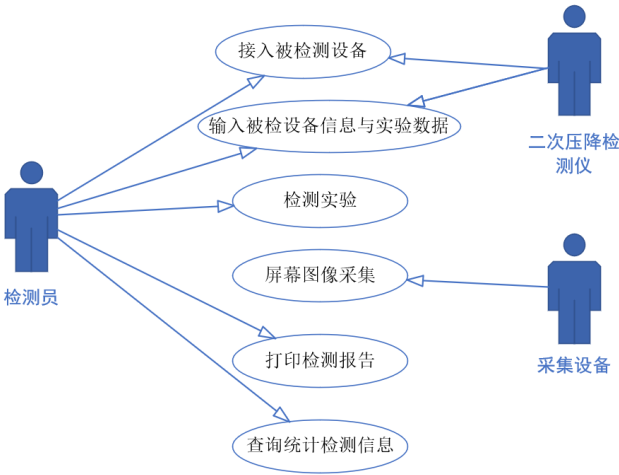 接入被检测设备
输入被检设备信息与实验数据
二次压降检
测仪
检测实验
检测员
屏幕图像采集
采集设备
打印检测报告
查询统计检测信息